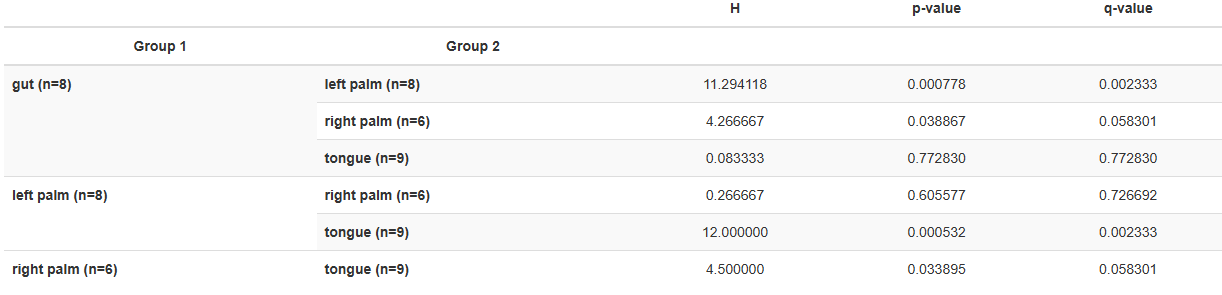 H p-value q-value
Group 1 Group 2
gut (n=8) left palm (n=8) 11.294118 0.000778 0.002333
right palm (n=6) 4.266667 0.038867 0.058301
tongue (n=9) 0.083333 0.772830 0.772830
left palm (n=8) right palm (n=6) 0.266667 0.605577 0.726692
tongue (n=9) 12.000000 0.000532 0.002333
right palm (n=6) tongue (n=9) 4.500000 0.033895 0.058301